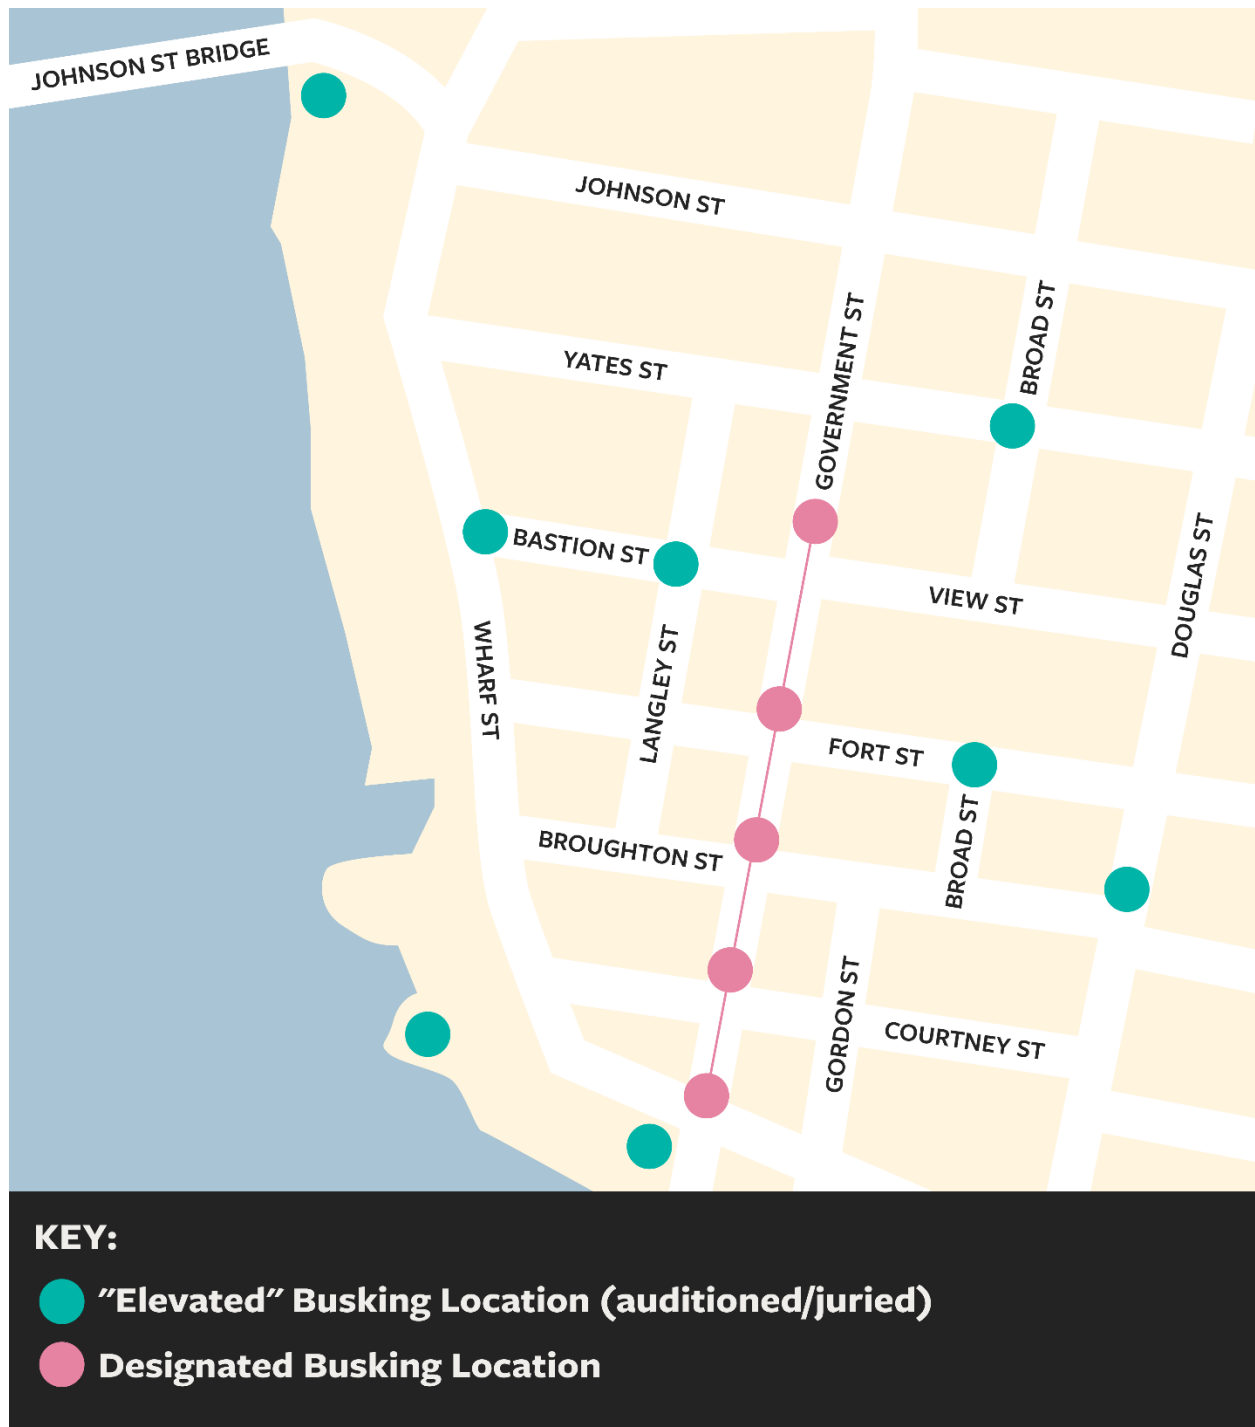 JOHNSON ST BRIDGE
JOHNSON ST
BROAD ST
GOVERNMENT ST
YATES ST
BASTION ST
DOUGLAS ST
VIEW ST
WHARF ST
LANGLEY ST
FORT ST
BROAD ST
BROUGHTON ST
GORDON ST
COURTNEY ST
KEY:
"Elevated" Busking Location (auditioned/juried)
Designated Busking Location